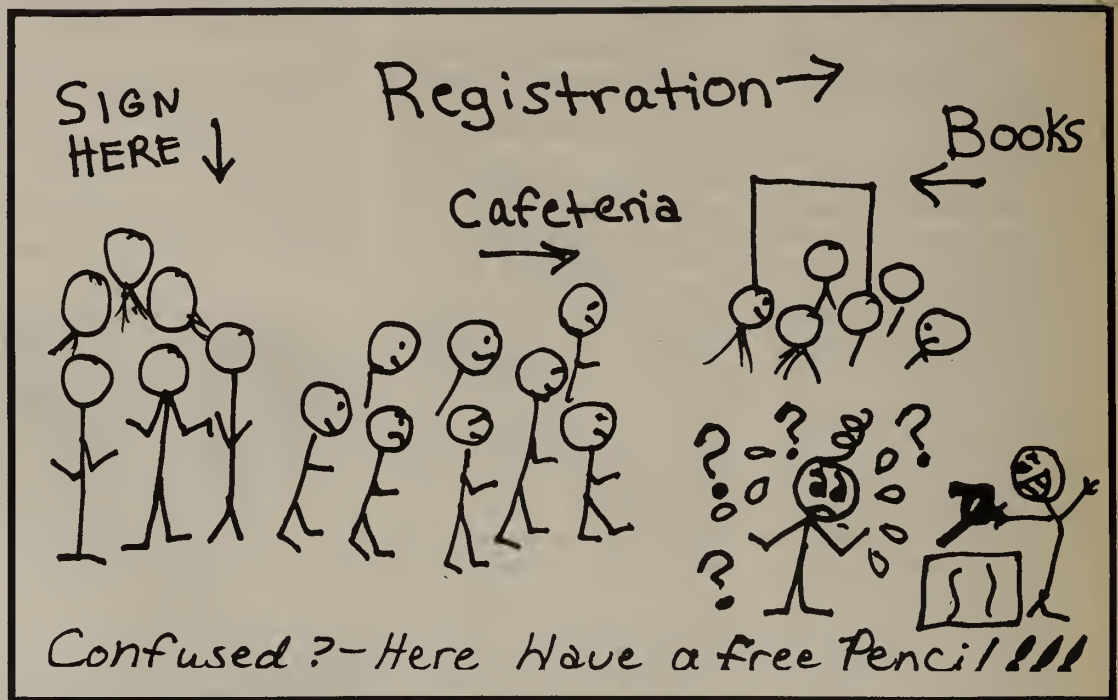 SIGN
HERE
Registration
Books
Cafeteria
? ? ?
?
Confused?-Here Have a free Pencil!!!!